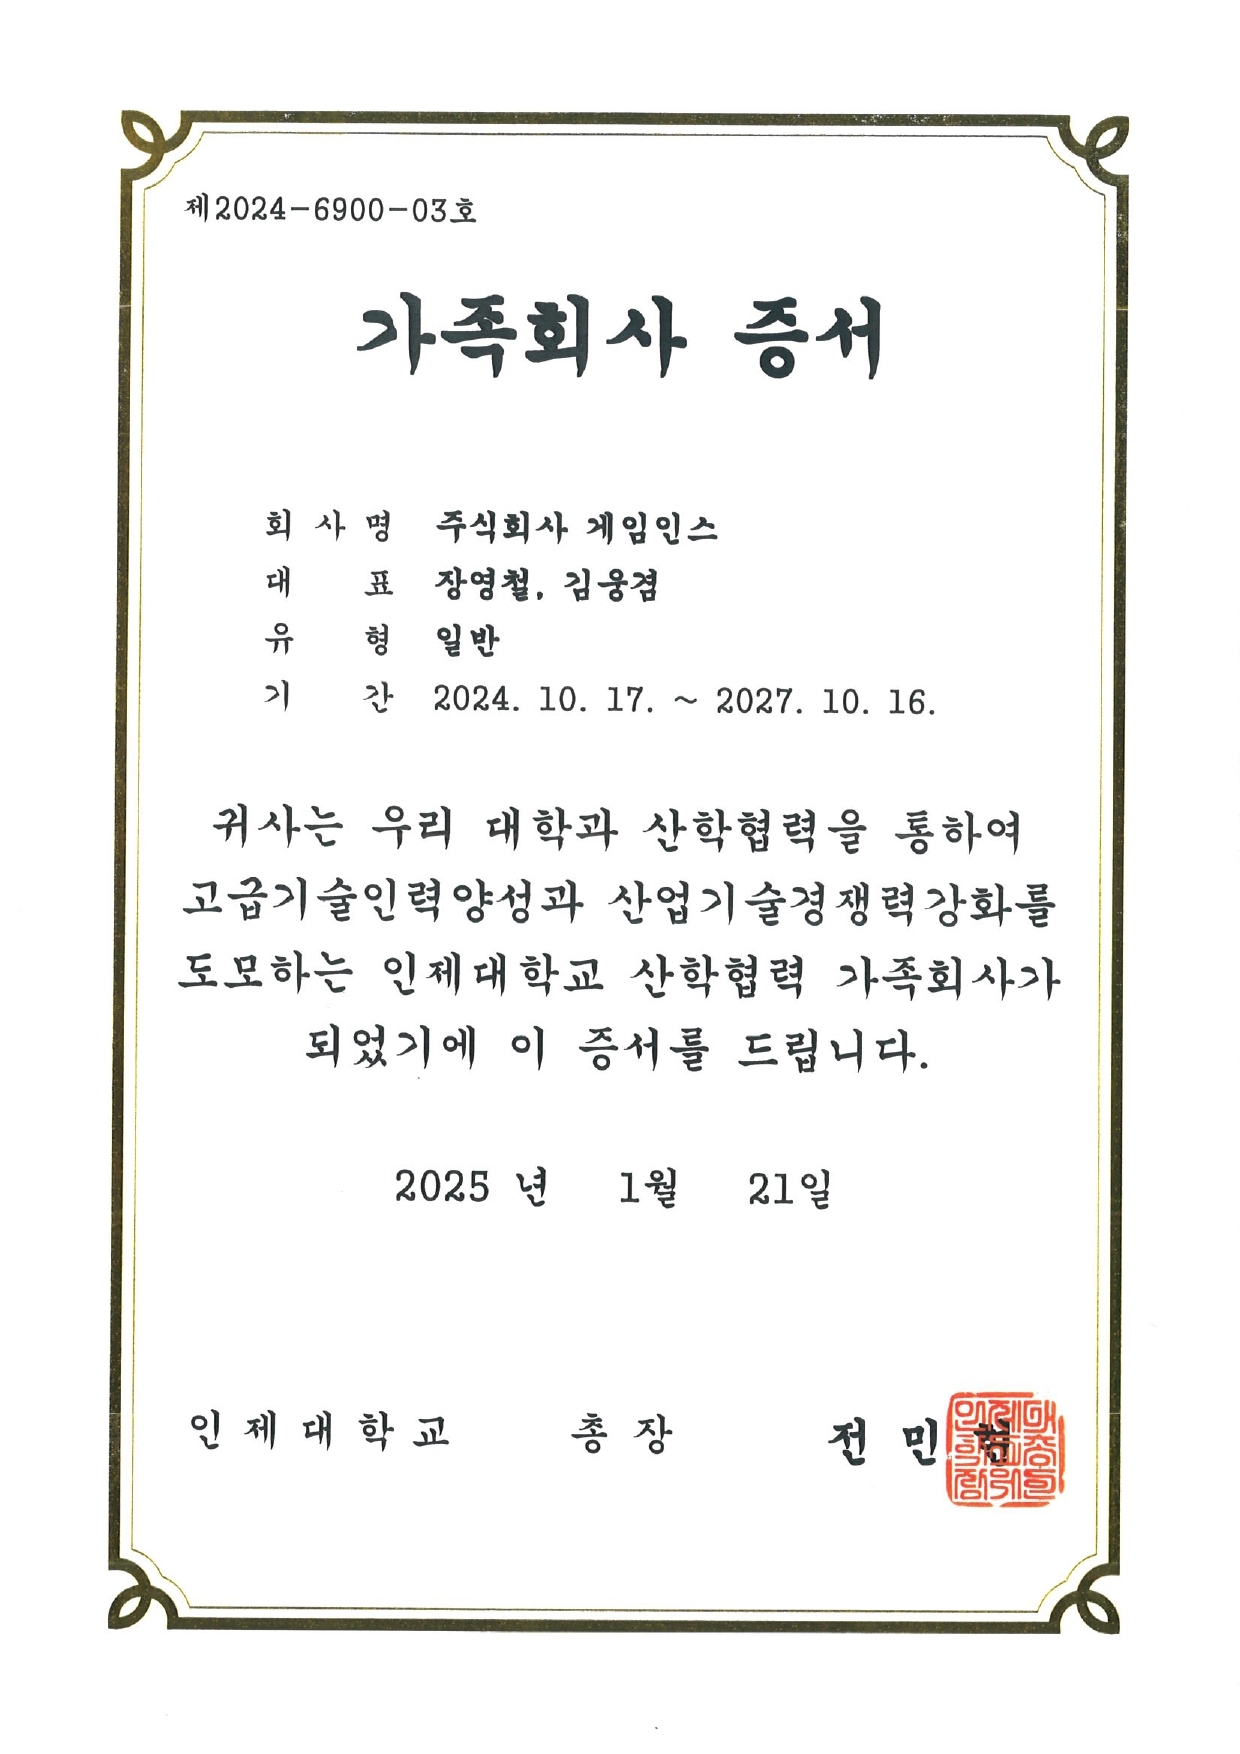 제2024-6900-03호
가족회사 증서
회 사 명 주식회사 게임인스
대 표 장영철, 김웅겸
유 형 일반
기 간 2024. 10. 17. ~ 2027. 10. 16.
귀사는 우리 대학과 산학협력을 통하여
고급기술인력양성과 산업기술경쟁력강화를
도모하는 인제대학교 산학협력 가족회사가
되었기에 이 증서를 드립니다.
2025 년 1월 21일
인 제 대 학 교 총 장 전 민